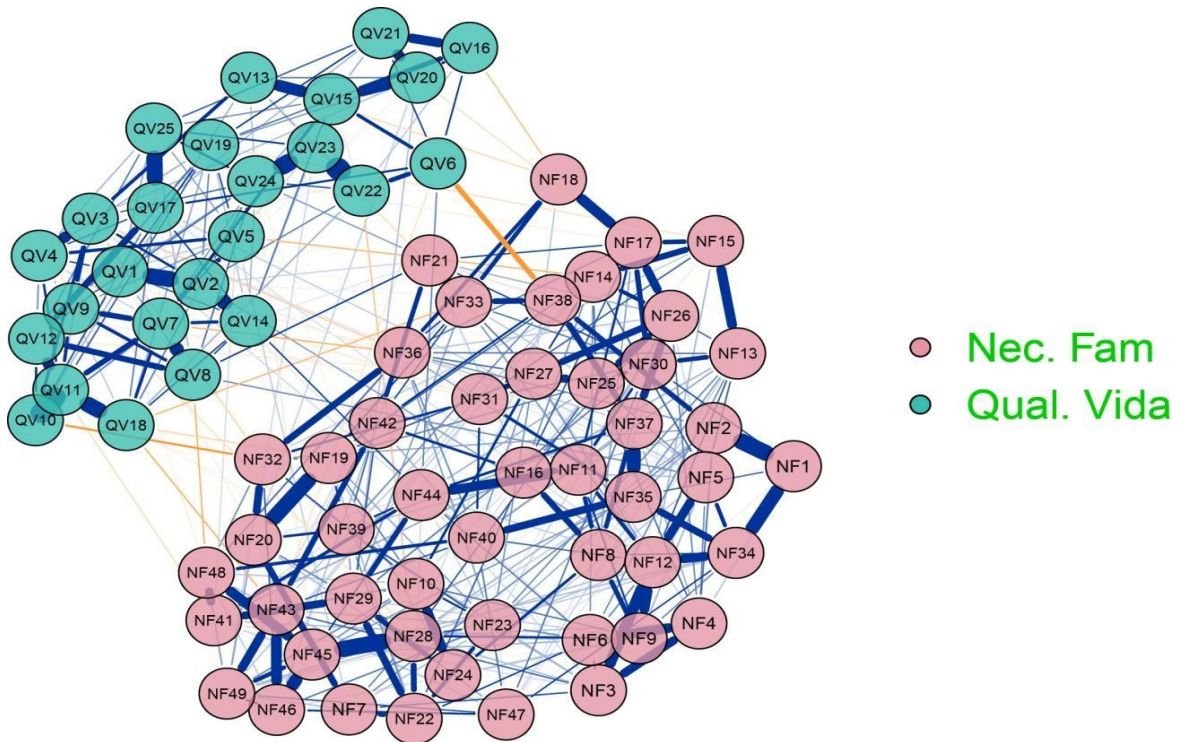 QV21
QV16
QV13
QV20
QV15
QV25
QV19
QV23
QV6
QV24
QV22
NF18
QV3
QV17
QV4
QV5
NF17
NF15
QV1
QV2
NF21
NF14
QV9
NF33
NF38
QV12
QV7
QV14
NF26
NF36
NF13
QV8
NF30
QV11
NF27
NF25
QV10
QV18
NF31
NF42
NF37
NF2
NF32
NF19
NF16
NF11
NF1
NF5
NF44
NF35
NF20
NF39
NF40
NF8
NF12
NF34
NF48
NF10
NF41
NF43
NF29
NF23
NF4
NF28
NF6
NF9
NF45
NF24
NF49
NF3
NF46
NF7
NF22
NF47
Nec. Fam
Qual. Vida